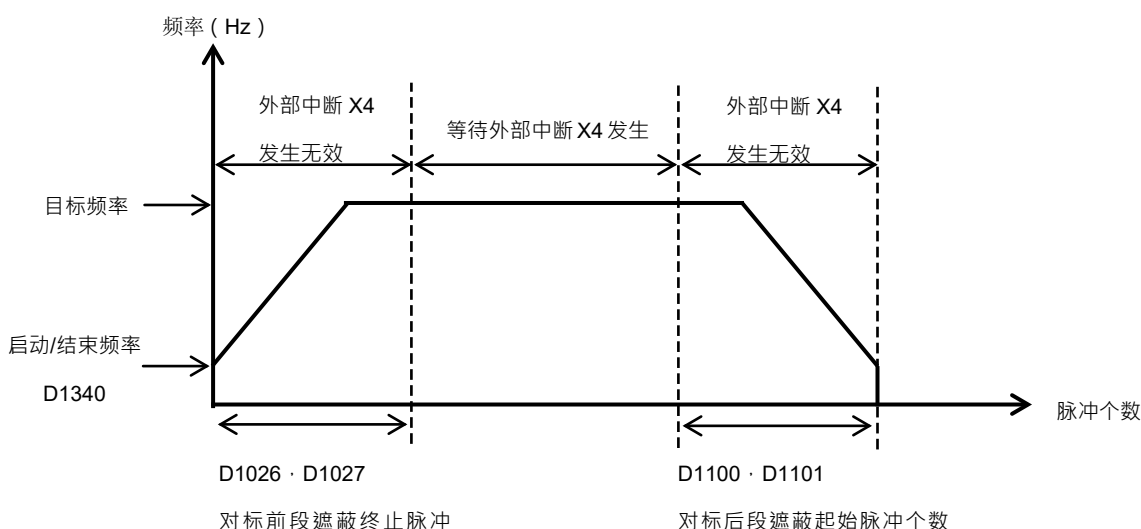 频率 ( Hz )
外部中断 X4
发生无效
等待外部中断 X4 发生
外部中断 X4
发生无效
目标频率
启动/结束频率
D1340
脉冲个数
D1026 · D1027
对标前段遮蔽终止脉冲
D1100 · D1101
对标后段遮蔽起始脉冲个数